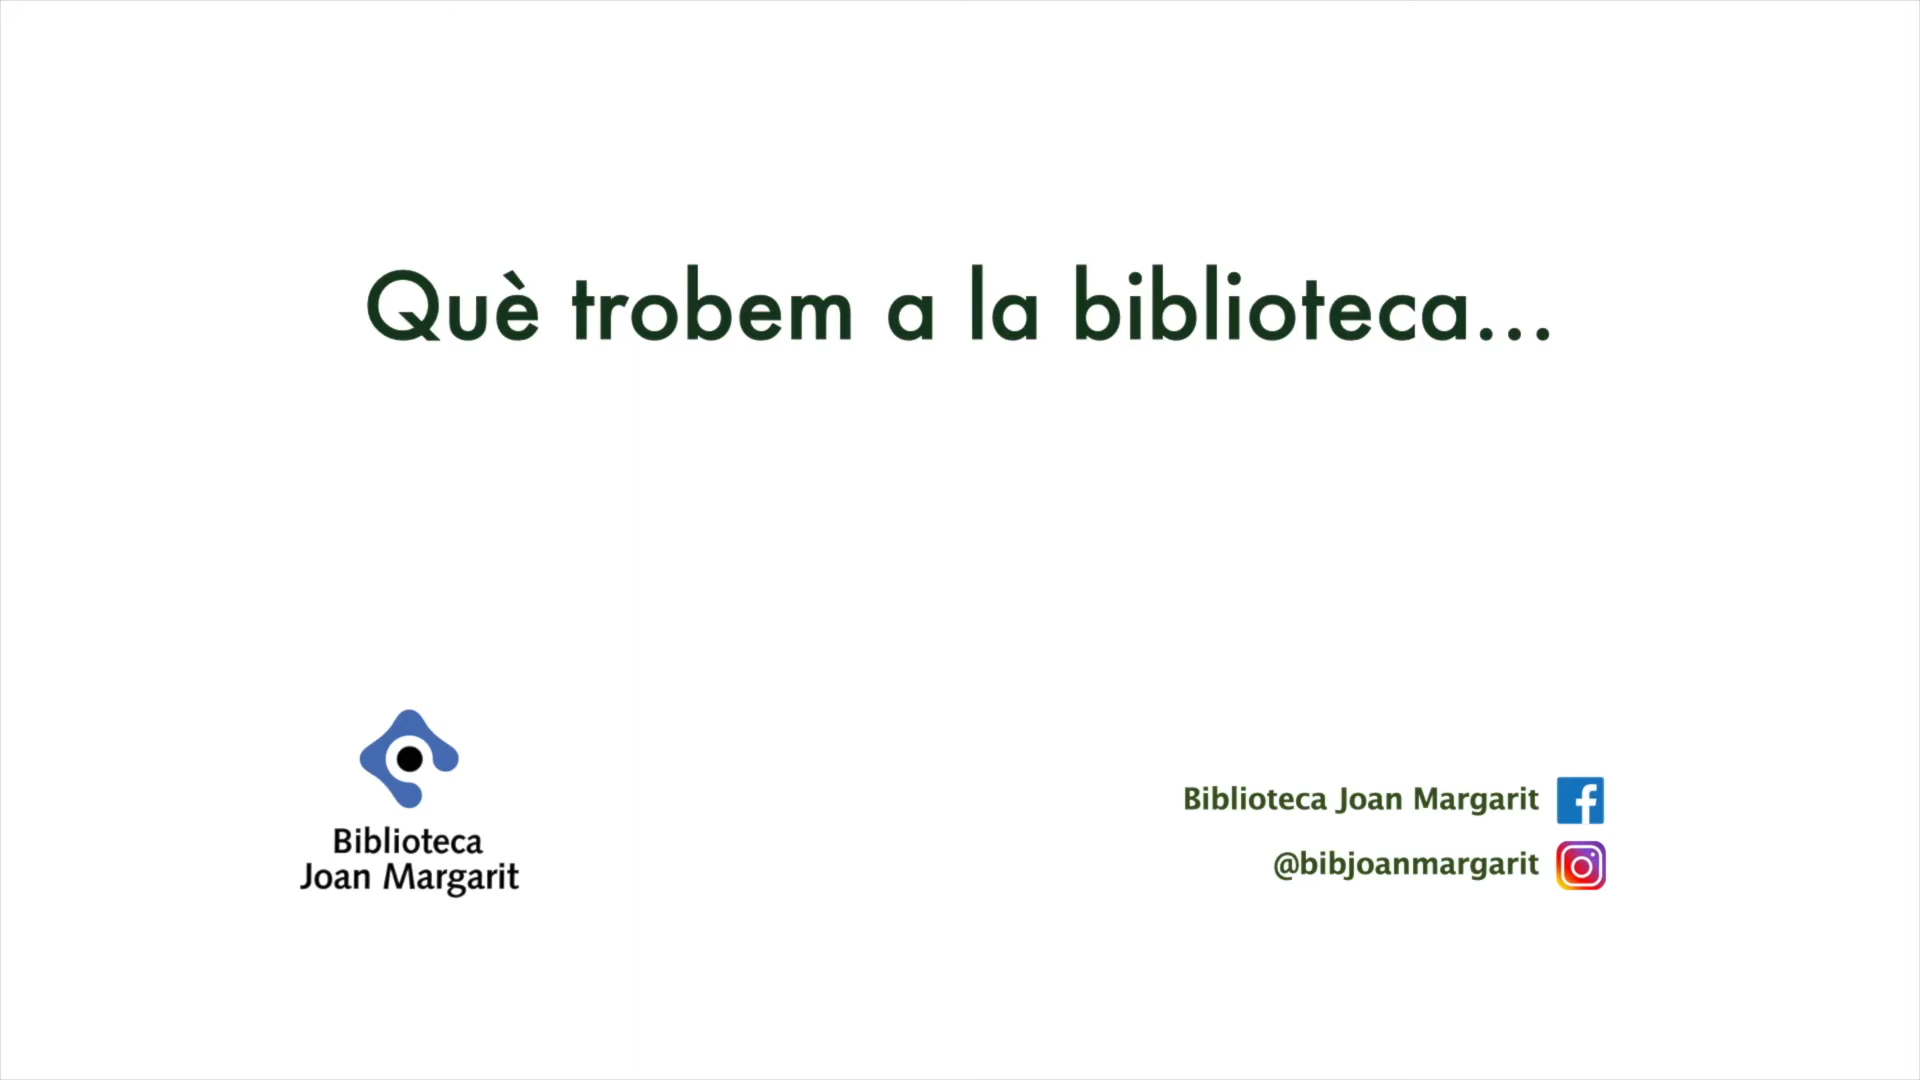 Què trobem a la biblioteca...
Biblioteca
Joan Margarit
Biblioteca Joan Margarit
@bibjoanmargarit